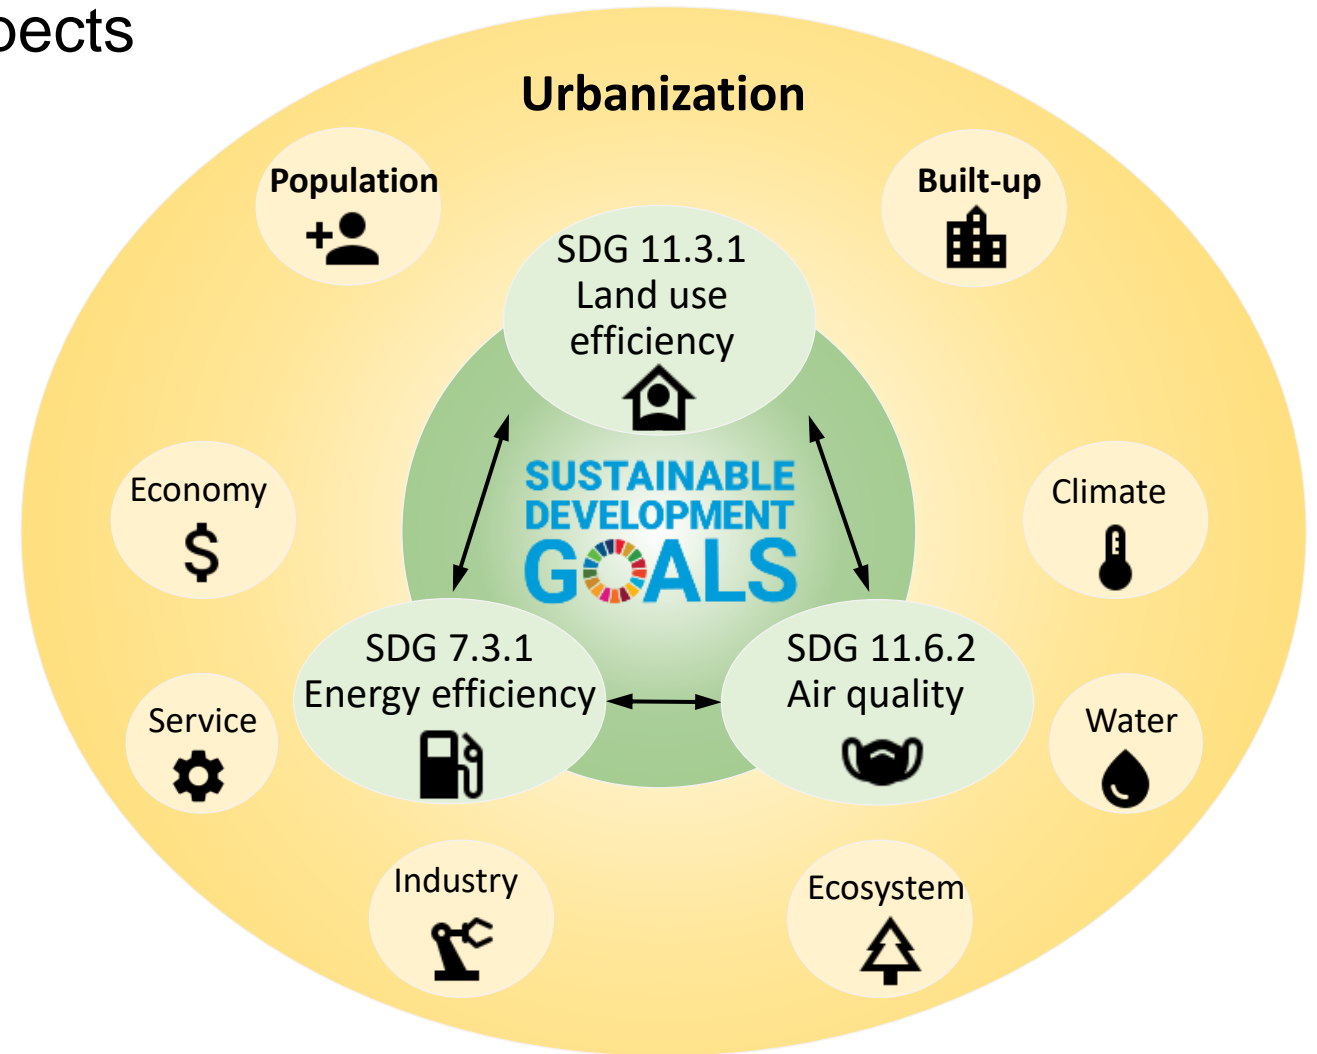 Urbanization
Population
Built-up
SDG 11.3.1
Land use
efficiency
SUSTAINABLE
DEVELOPMENT
GOALS
Economy
$
Climate
SDG 7.3.1
Energy efficiency
SDG 11.6.2
Air quality
Service
Water
Industry
Ecosystem